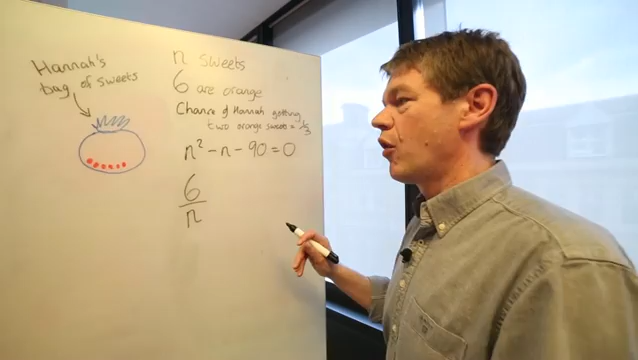 Hannah's
bag of sweets
n sweets
6 are orange
Chance of Hannah getting
two orange sweets = 1/3
n² - n - 90 = 0
6
n